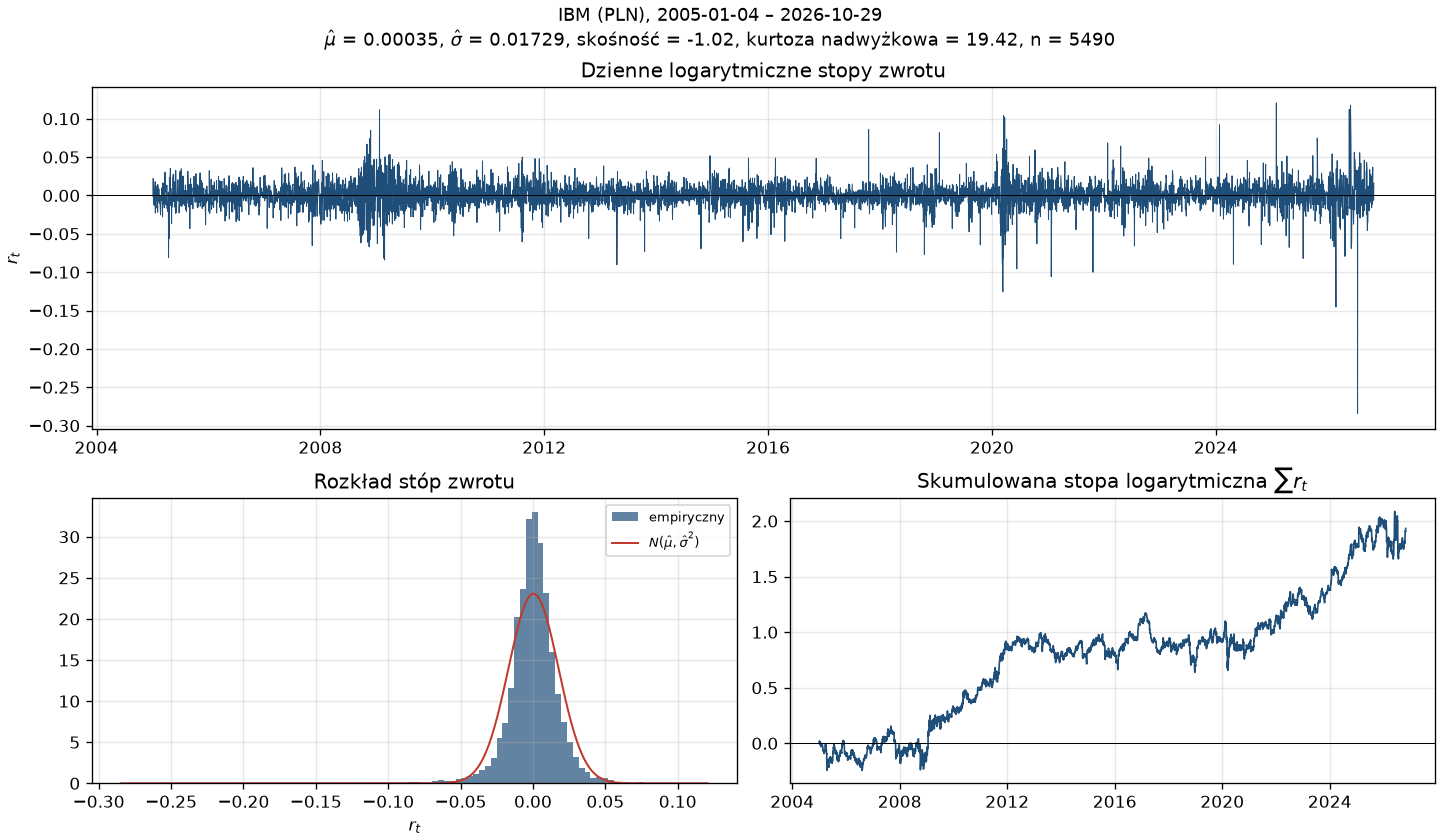 IBM (PLN), 2005-01-04 – 2026-10-29
μ̂ = 0.00035, σ̂ = 0.01729, skośność = -1.02, kurtoza nadwyżkowa = 19.42, n = 5490
Dzienne logarytmiczne stopy zwrotu
0.10
0.05
0.00
−0.05
−0.10
−0.15
−0.20
−0.25
−0.30
r_t
2004 2008 2012 2016 2020 2024
Rozkład stóp zwrotu
empiryczny
N(μ̂, σ̂²)
30
25
20
15
10
5
0
−0.30 −0.25 −0.20 −0.15 −0.10 −0.05 0.00 0.05 0.10
r_t
Skumulowana stopa logarytmiczna ∑r_t
2.0
1.5
1.0
0.5
0.0
2004 2008 2012 2016 2020 2024